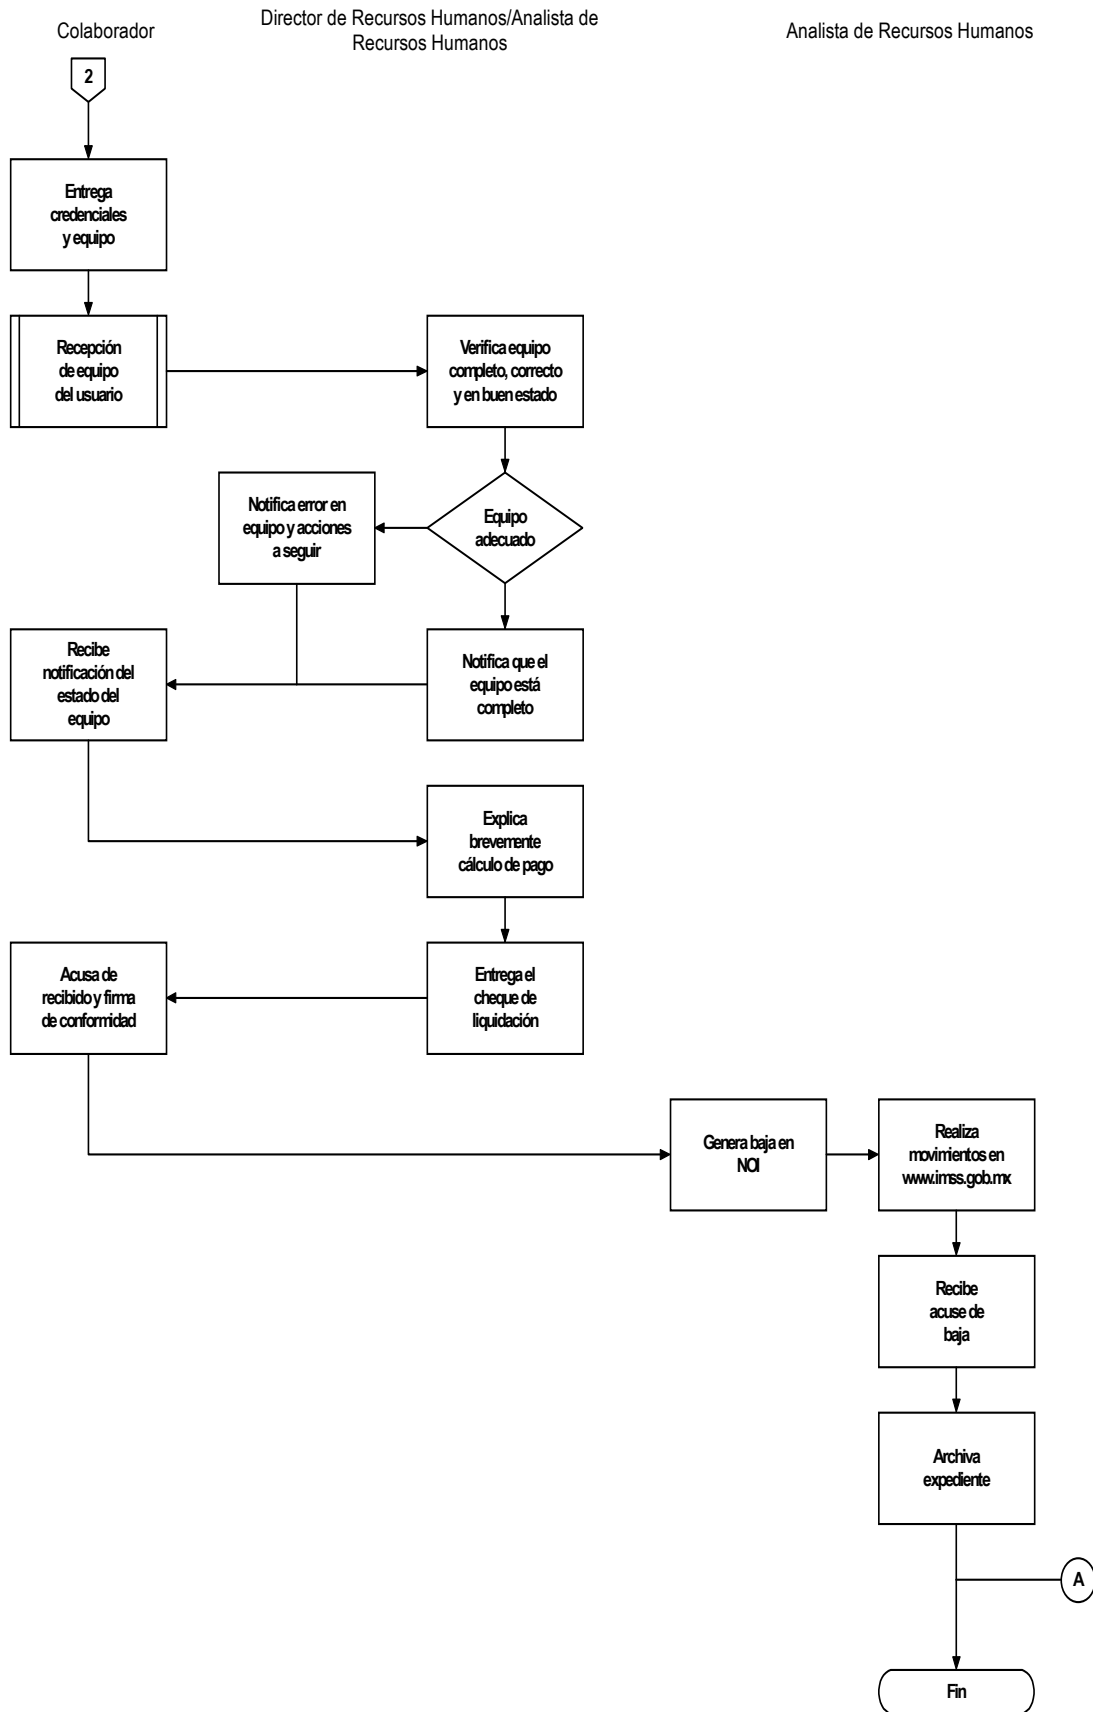 Colaborador
Director de Recursos Humanos/Analista de
Recursos Humanos
Analista de Recursos Humanos
2
Entrega
credenciales
y equipo
Recepción
de equipo
del usuario
Verifica equipo
completo, correcto
y en buen estado
Notifica error en
equipo y acciones
a seguir
Equipo
adecuado
Recibe
notificación del
estado del
equipo
Notifica que el
equipo está
completo
Explica
brevemente
cálculo de pago
Acusa de
recibido y firma
de conformidad
Entrega el
cheque de
liquidación
Genera baja en
NOI
Realiza
movimientos en
www.imss.gob.mx
Recibe
acuse de
baja
Archiva
expediente
A
Fin